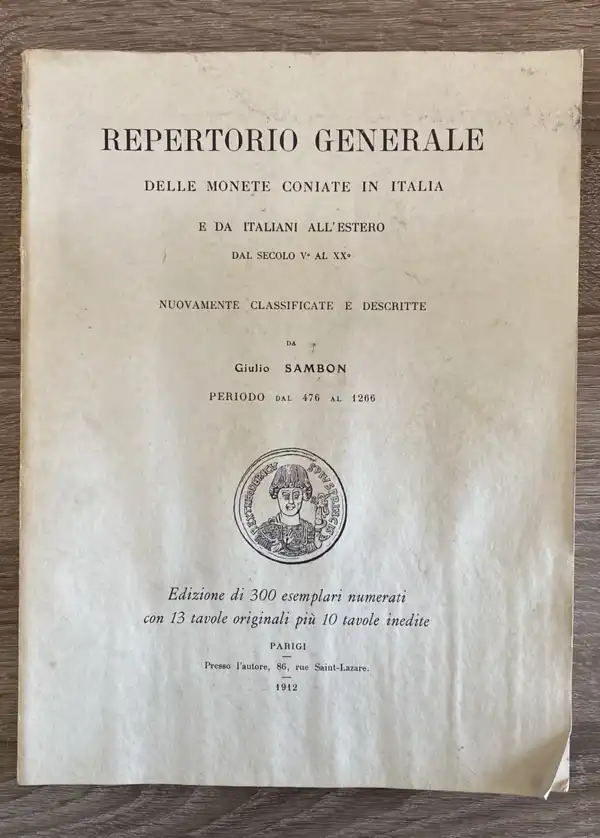 REPERTORIO GENERALE
DELLE MONETE CONIATE IN ITALIA
E DA ITALIANI ALL'ESTERO
DAL SECOLO Vº AL XXº
NUOVAMENTE CLASSIFICATE E DESCRITTE
DA
Giulio SAMBON
PERIODO DAL 476 AL 1266
Edizione di 300 esemplari numerati
con 13 tavole originali più 10 tavole inedite
PARIGI
Presso l'autore, 86, rue Saint-Lazare.
1912